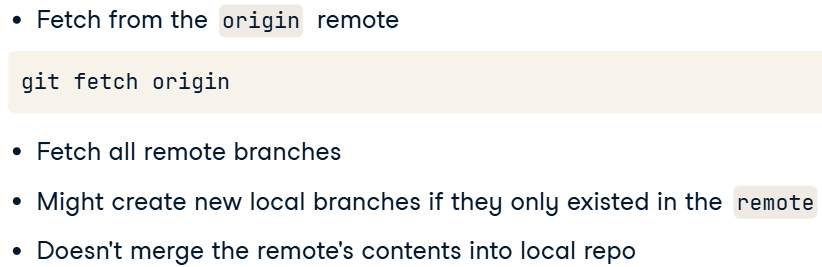 • Fetch from the origin remote
git fetch origin
• Fetch all remote branches
• Might create new local branches if they only existed in the remote
• Doesn't merge the remote's contents into local repo